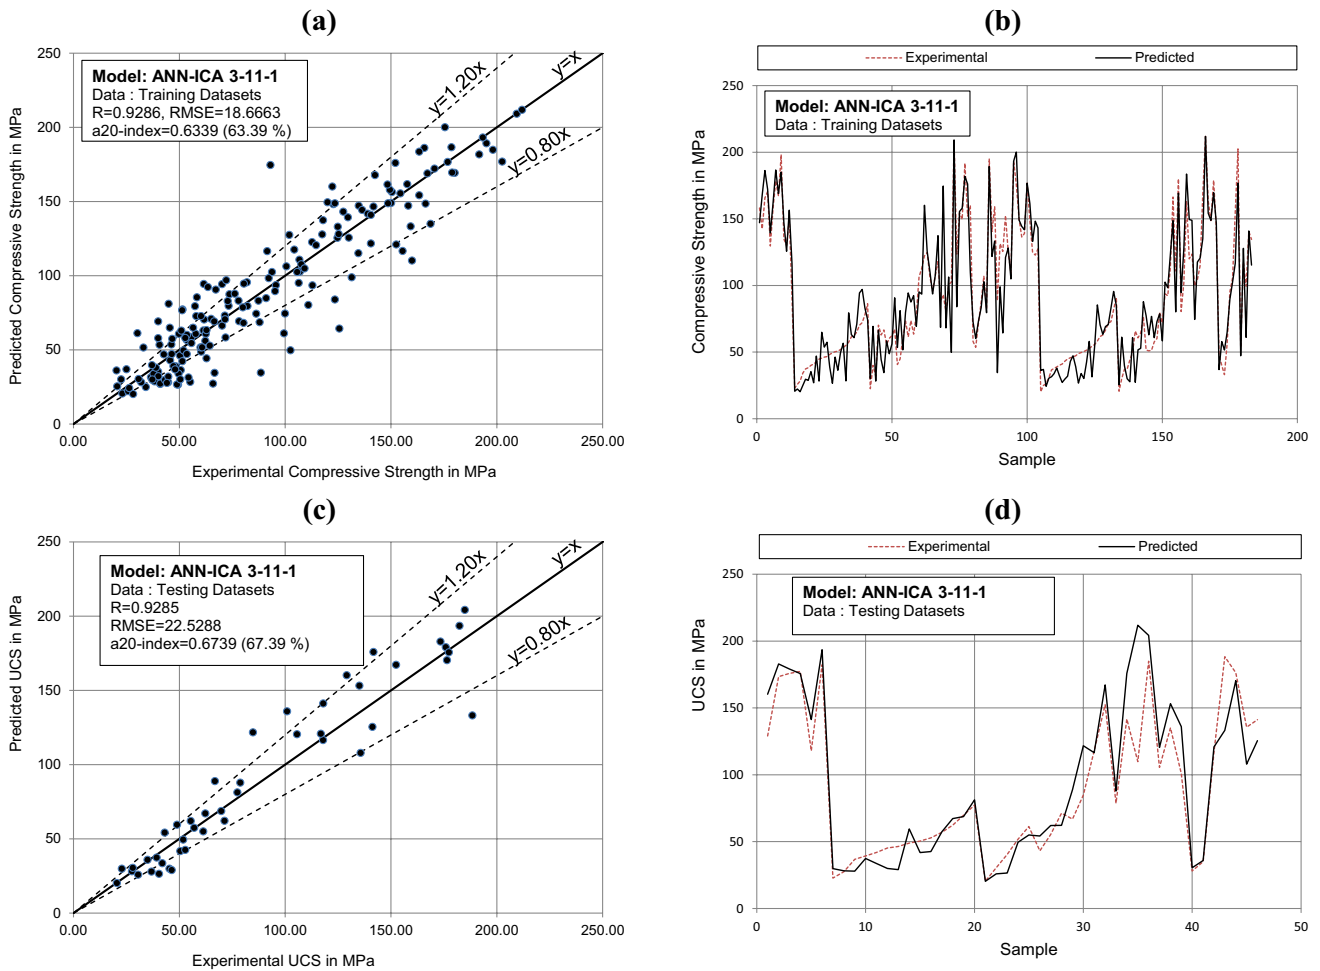 (a)
250
200
150
100
50
0
0.00 50.00 100.00 150.00 200.00 250.00
Predicted Compressive Strength in MPa
Experimental Compressive Strength in MPa
Model: ANN-ICA 3-11-1
Data : Training Datasets
R=0.9286, RMSE=18.6663
a20-index=0.6339 (63.39 %)
y=1.20x
y=x
y=0.80x
(b)
Experimental Predicted
250
200
150
100
50
0
0 50 100 150 200
Compressive Strength in MPa
Sample
Model: ANN-ICA 3-11-1
Data : Training Datasets
(c)
250
200
150
100
50
0
0.00 50.00 100.00 150.00 200.00 250.00
Predicted UCS in MPa
Experimental UCS in MPa
Model: ANN-ICA 3-11-1
Data : Testing Datasets
R=0.9285
RMSE=22.5288
a20-index=0.6739 (67.39 %)
y=1.20x
y=x
y=0.80x
(d)
Experimental Predicted
250
200
150
100
50
0
0 10 20 30 40 50
UCS in MPa
Sample
Model: ANN-ICA 3-11-1
Data : Testing Datasets